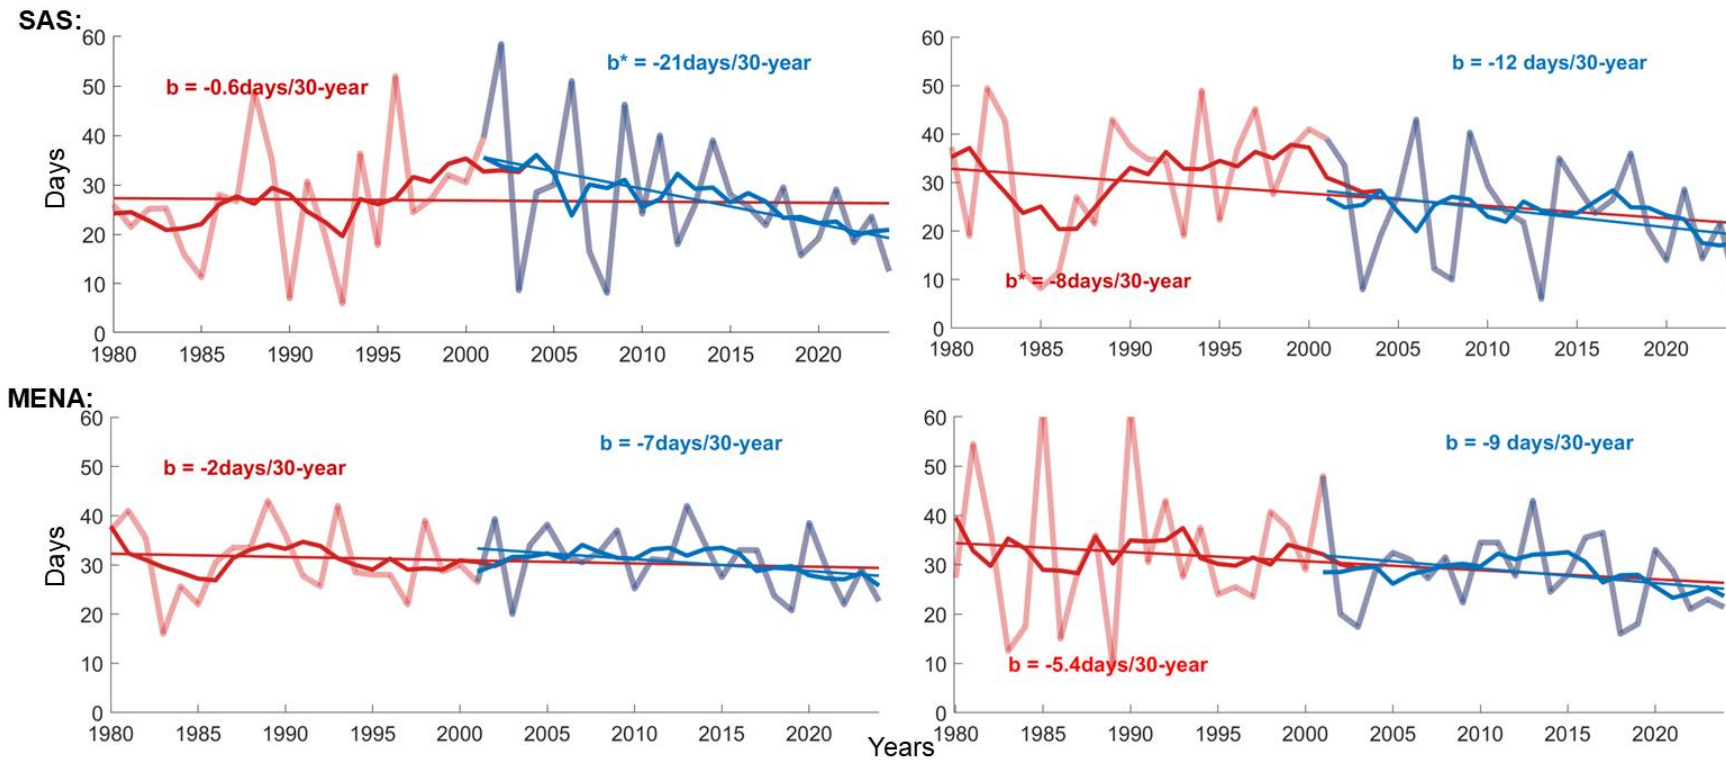 SAS:
60
50
40
30
20
10
0
Days
b = -0.6days/30-year
b* = -21days/30-year
1980 1985 1990 1995 2000 2005 2010 2015 2020
60
50
40
30
20
10
0
b* = -8days/30-year
b = -12 days/30-year
1980 1985 1990 1995 2000 2005 2010 2015 2020
MENA:
60
50
40
30
20
10
0
Days
b = -2days/30-year
b = -7days/30-year
1980 1985 1990 1995 2000 2005 2010 2015 2020
60
50
40
30
20
10
0
b = -5.4days/30-year
b = -9 days/30-year
1980 1985 1990 1995 2000 2005 2010 2015 2020
Years